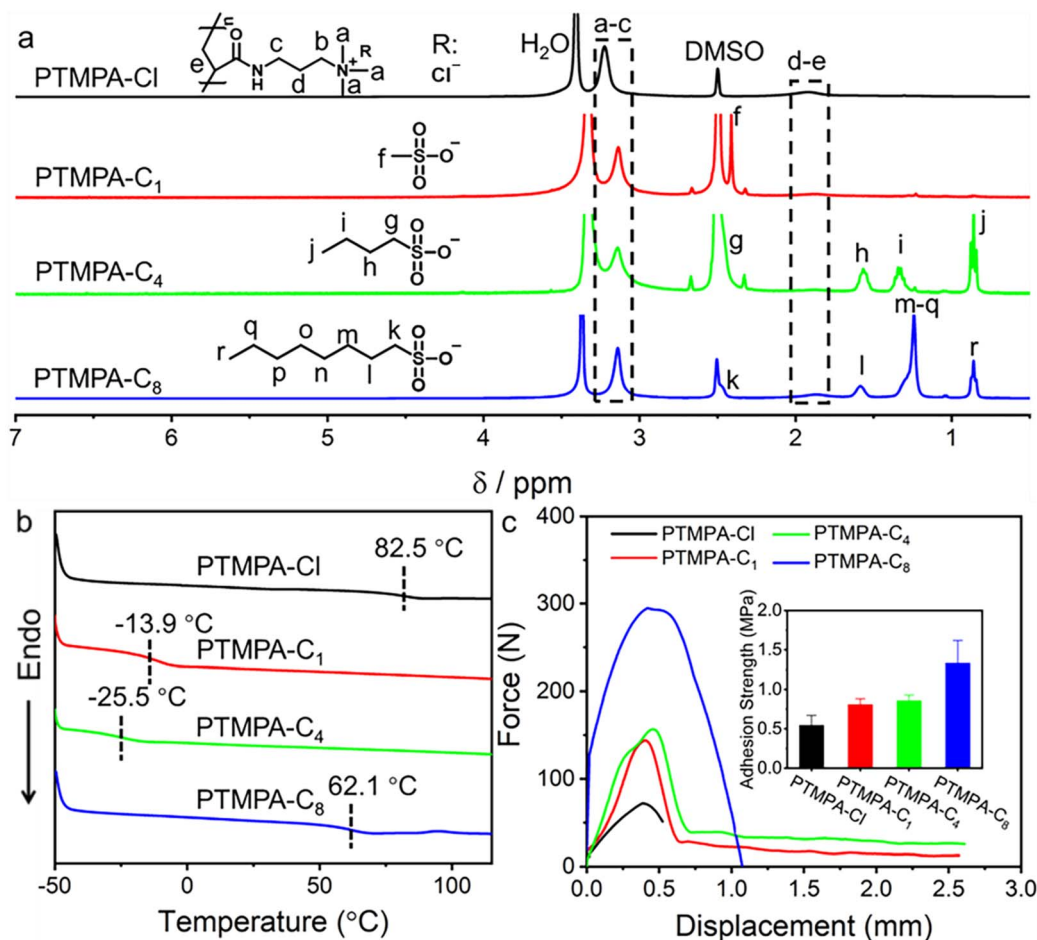 a
n
a
R
R:
O
c
b
a
H₂O
a-c
DMSO
d-e
e
N
H
d
N⁺
a
Cl⁻
PTMPA-Cl
a
f
O
f
S
O⁻
PTMPA-C₁
O
i
g
O
g
h
i
j
j
S
O⁻
h
O
PTMPA-C₄
m-q
q
o
m
k
O
r
S
O⁻
k
l
r
p
n
l
O
PTMPA-C₈
7
6
5
4
3
2
1
δ / ppm
b
Endo
PTMPA-Cl
82.5 °C
-13.9 °C
PTMPA-C₁
-25.5 °C
PTMPA-C₄
62.1 °C
PTMPA-C₈
-50
0
50
100
Temperature (°C)
c
400
300
200
100
0
Force (N)
PTMPA-Cl
PTMPA-C₄
PTMPA-C₁
PTMPA-C₈
Adhesion Strength (MPa)
2.0
1.5
1.0
0.5
0.0
PTMPA-Cl
PTMPA-C₁
PTMPA-C₄
PTMPA-C₈
0.0
0.5
1.0
1.5
2.0
2.5
3.0
Displacement (mm)